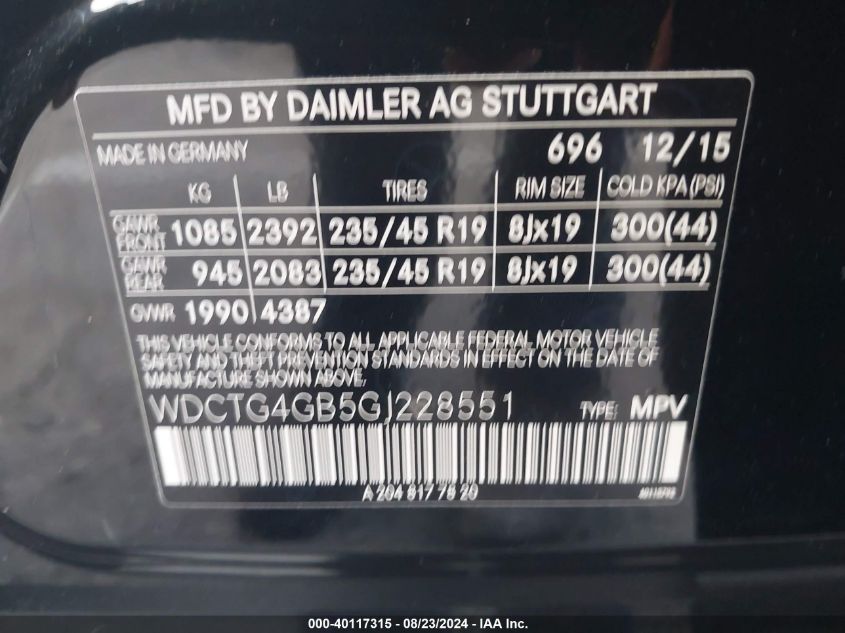 MFD BY DAIMLER AG STUTTGART
MADE IN GERMANY 696 12/15
KG LB TIRES RIM SIZE COLD KPA (PSI)
GAWR FRONT 1085 2392 235/45 R19 8Jx19 300(44)
GAWR REAR 945 2083 235/45 R19 8Jx19 300(44)
GVWR 1990 4387
THIS VEHICLE CONFORMS TO ALL APPLICABLE FEDERAL MOTOR VEHICLE
SAFETY AND THEFT PREVENTION STANDARDS IN EFFECT ON THE DATE OF
MANUFACTURE SHOWN ABOVE.
WDCTG4GB5GJ228551 TYPE: MPV
A 204 817 78 20
000-40117315 - 08/23/2024 - © IAA Holdings, LLC.